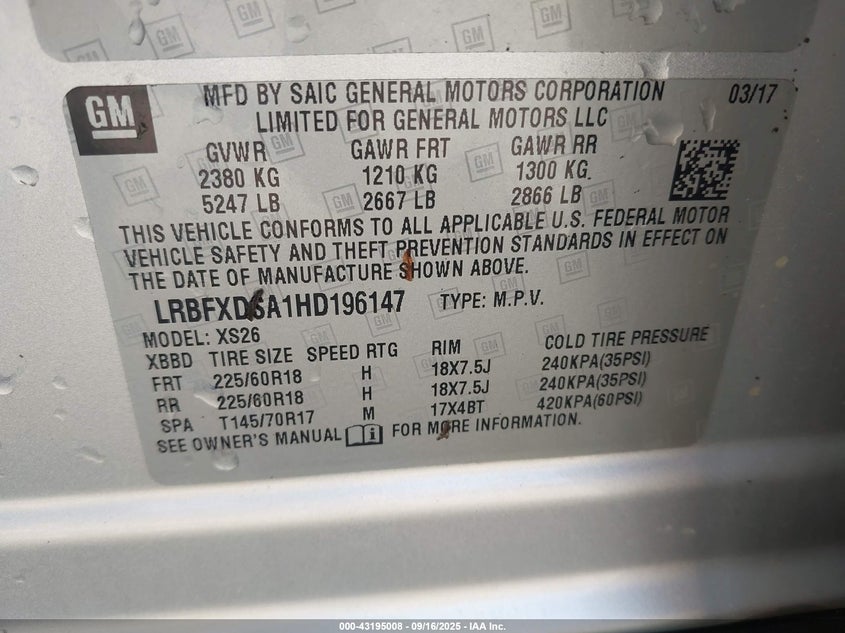 GM
MFD BY SAIC GENERAL MOTORS CORPORATION 03/17
LIMITED FOR GENERAL MOTORS LLC
GVWR GAWR FRT GAWR RR
2380 KG 1210 KG 1300 KG
5247 LB 2667 LB 2866 LB
THIS VEHICLE CONFORMS TO ALL APPLICABLE U.S. FEDERAL MOTOR
VEHICLE SAFETY AND THEFT PREVENTION STANDARDS IN EFFECT ON
THE DATE OF MANUFACTURE SHOWN ABOVE.
LRBFXDSA1HD196147 TYPE: M.P.V.
MODEL: XS26
XBBD TIRE SIZE SPEED RTG RIM COLD TIRE PRESSURE
FRT 225/60R18 H 18X7.5J 240KPA(35PSI)
RR 225/60R18 H 18X7.5J 240KPA(35PSI)
SPA T145/70R17 M 17X4BT 420KPA(60PSI)
SEE OWNER'S MANUAL FOR MORE INFORMATION.
000-43195008 - 09/16/2025 - IAA Inc.